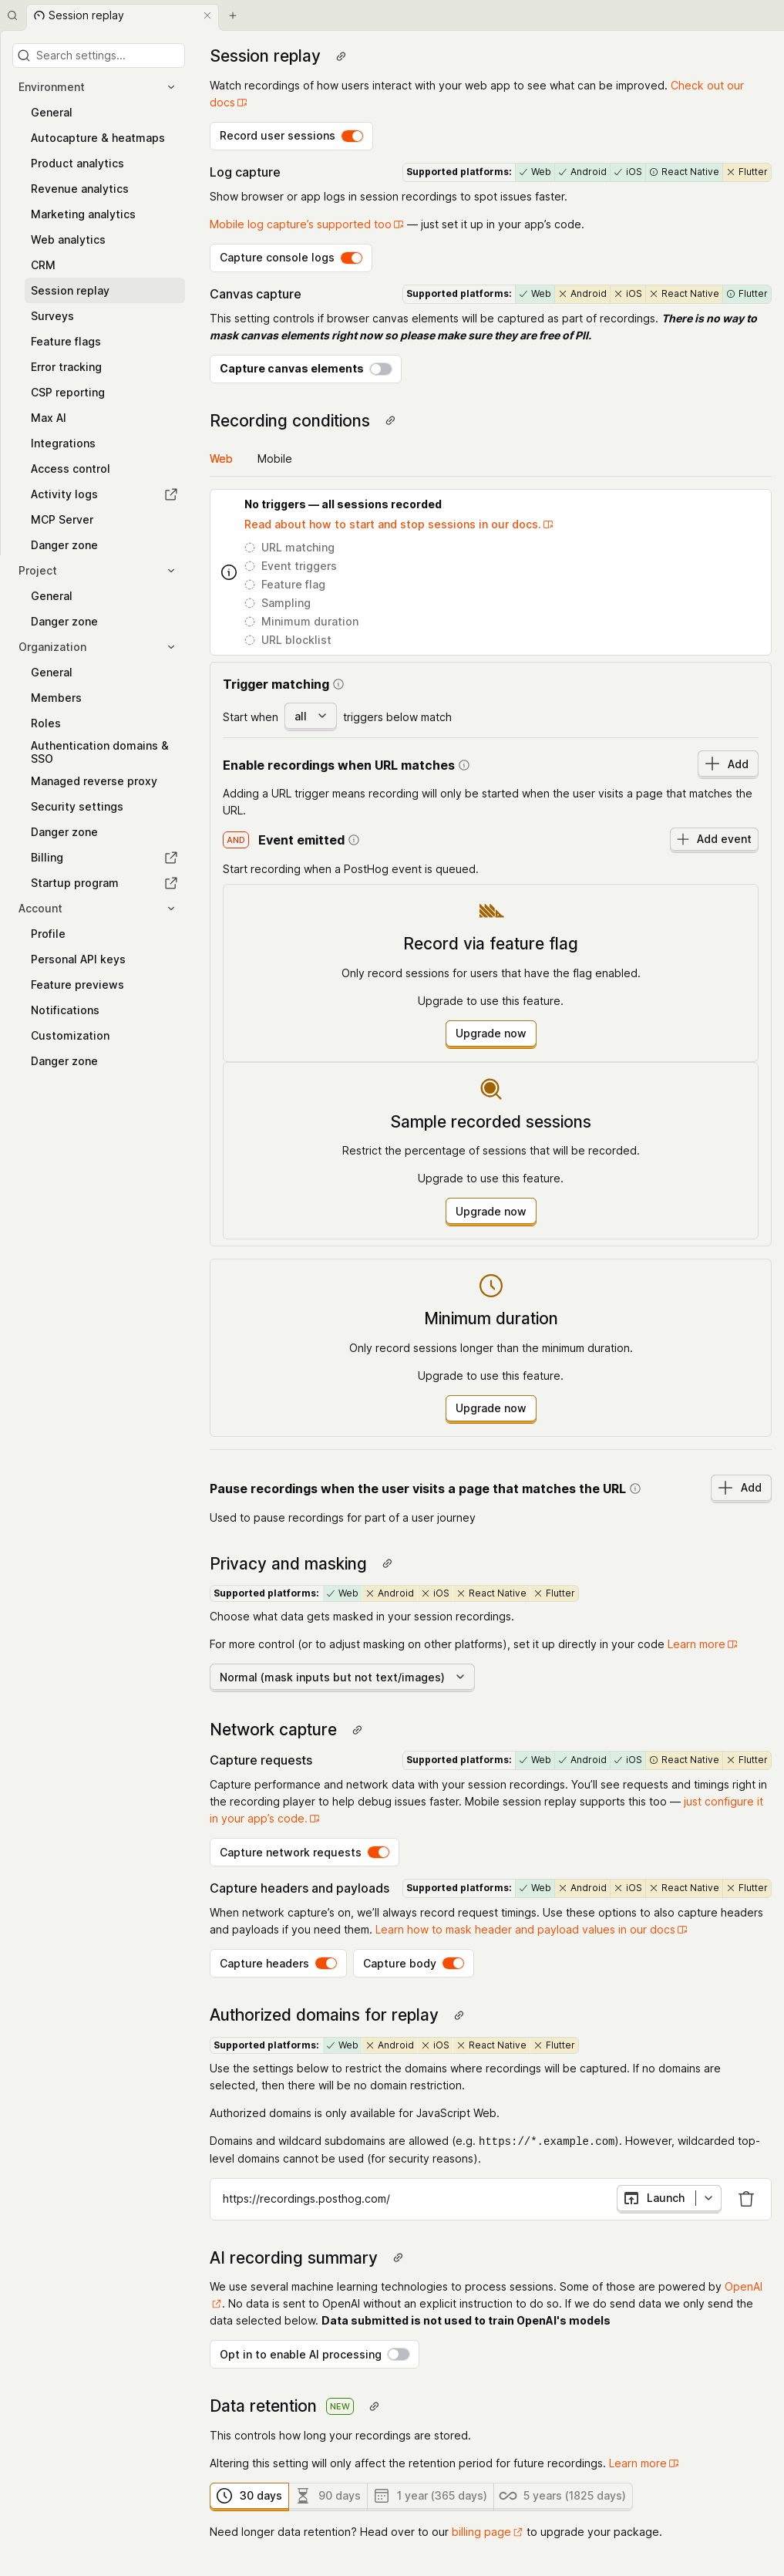 Session replay
Search settings...
Environment
General
Autocapture & heatmaps
Product analytics
Revenue analytics
Marketing analytics
Web analytics
CRM
Session replay
Surveys
Feature flags
Error tracking
CSP reporting
Max AI
Integrations
Access control
Activity logs
MCP Server
Danger zone
Project
General
Danger zone
Organization
General
Members
Roles
Authentication domains &
SSO
Managed reverse proxy
Security settings
Danger zone
Billing
Startup program
Account
Profile
Personal API keys
Feature previews
Notifications
Customization
Danger zone
Session replay
Watch recordings of how users interact with your web app to see what can be improved. Check out our
docs
Record user sessions
Log capture
Supported platforms: Web Android iOS React Native Flutter
Show browser or app logs in session recordings to spot issues faster.
Mobile log capture's supported too — just set it up in your app's code.
Capture console logs
Canvas capture
Supported platforms: Web Android iOS React Native Flutter
This setting controls if browser canvas elements will be captured as part of recordings. There is no way to
mask canvas elements right now so please make sure they are free of PII.
Capture canvas elements
Recording conditions
Web Mobile
No triggers — all sessions recorded
Read about how to start and stop sessions in our docs.
URL matching
Event triggers
Feature flag
Sampling
Minimum duration
URL blocklist
Trigger matching
Start when all triggers below match
Enable recordings when URL matches
Add
Adding a URL trigger means recording will only be started when the user visits a page that matches the
URL.
AND Event emitted
Add event
Start recording when a PostHog event is queued.
Record via feature flag
Only record sessions for users that have the flag enabled.
Upgrade to use this feature.
Upgrade now
Sample recorded sessions
Restrict the percentage of sessions that will be recorded.
Upgrade to use this feature.
Upgrade now
Minimum duration
Only record sessions longer than the minimum duration.
Upgrade to use this feature.
Upgrade now
Pause recordings when the user visits a page that matches the URL
Add
Used to pause recordings for part of a user journey
Privacy and masking
Supported platforms: Web Android iOS React Native Flutter
Choose what data gets masked in your session recordings.
For more control (or to adjust masking on other platforms), set it up directly in your code Learn more
Normal (mask inputs but not text/images)
Network capture
Capture requests
Supported platforms: Web Android iOS React Native Flutter
Capture performance and network data with your session recordings. You'll see requests and timings right in
the recording player to help debug issues faster. Mobile session replay supports this too — just configure it
in your app's code.
Capture network requests
Capture headers and payloads
Supported platforms: Web Android iOS React Native Flutter
When network capture's on, we'll always record request timings. Use these options to also capture headers
and payloads if you need them. Learn how to mask header and payload values in our docs
Capture headers Capture body
Authorized domains for replay
Supported platforms: Web Android iOS React Native Flutter
Use the settings below to restrict the domains where recordings will be captured. If no domains are
selected, then there will be no domain restriction.
Authorized domains is only available for JavaScript Web.
Domains and wildcard subdomains are allowed (e.g. https://*.example.com). However, wildcarded top-
level domains cannot be used (for security reasons).
https://recordings.posthog.com/
Launch
AI recording summary
We use several machine learning technologies to process sessions. Some of those are powered by OpenAI
. No data is sent to OpenAI without an explicit instruction to do so. If we do send data we only send the
data selected below. Data submitted is not used to train OpenAI's models
Opt in to enable AI processing
Data retention NEW
This controls how long your recordings are stored.
Altering this setting will only affect the retention period for future recordings. Learn more
30 days 90 days 1 year (365 days) 5 years (1825 days)
Need longer data retention? Head over to our billing page to upgrade your package.